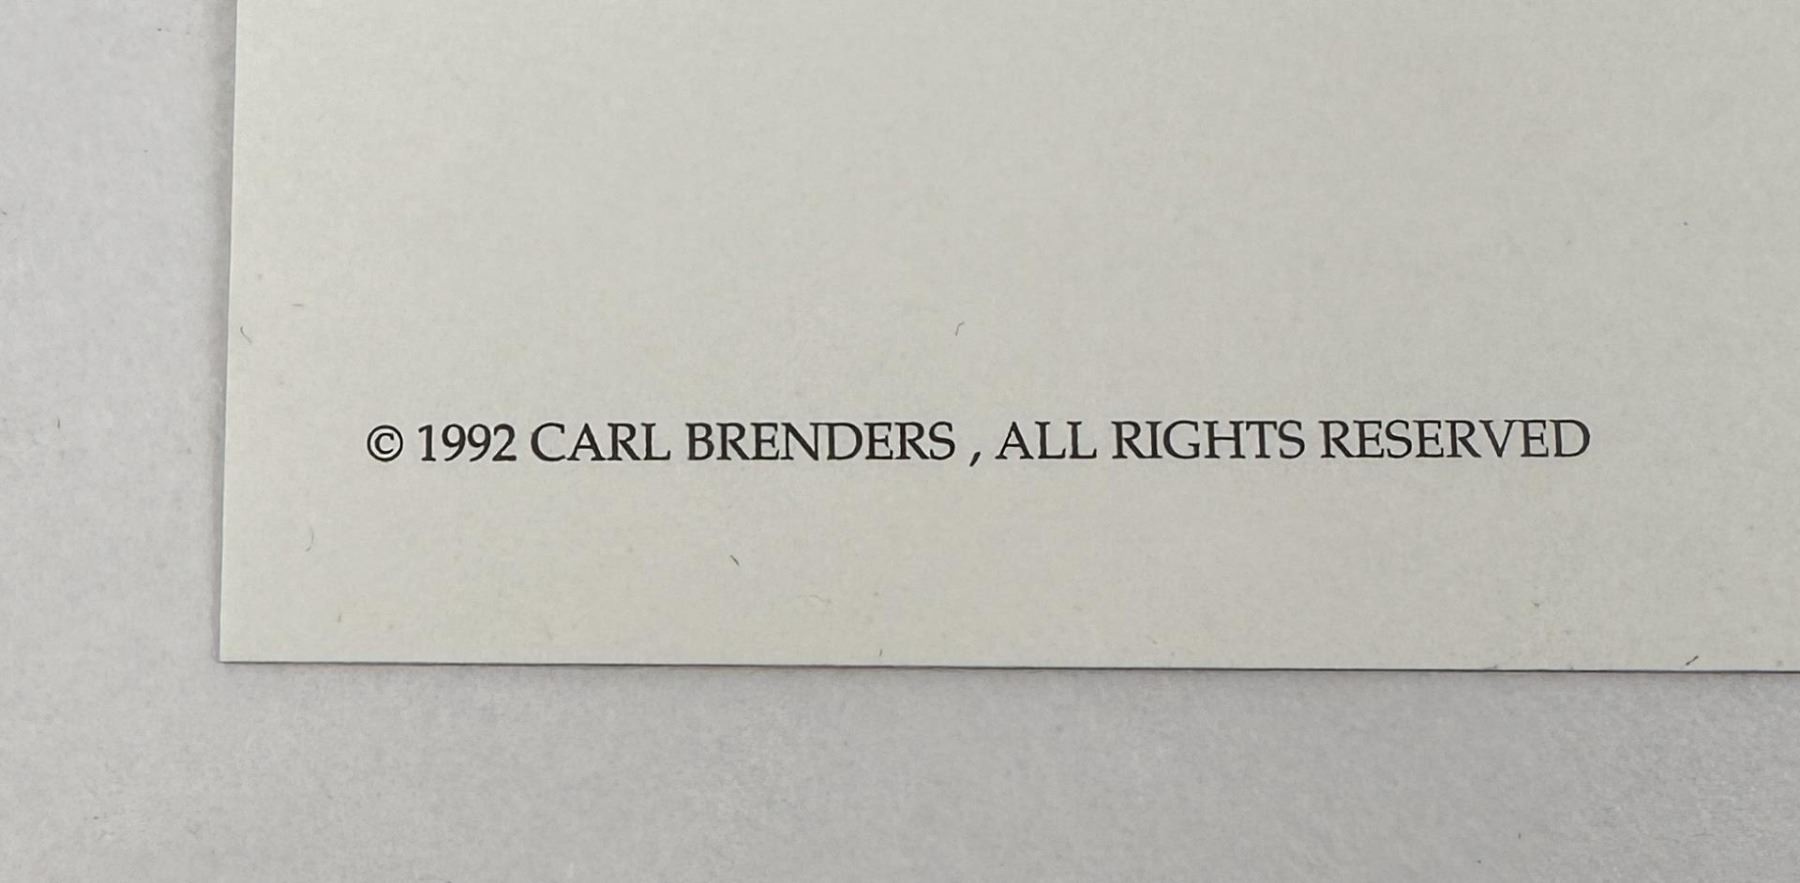 © 1992 CARL BRENDERS , ALL RIGHTS RESERVED